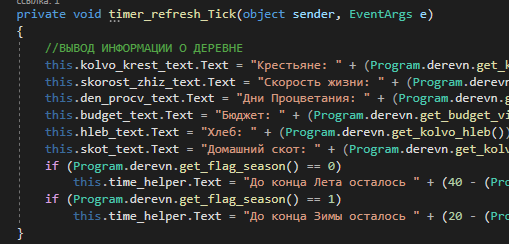 ссылка: 1
private void timer_refresh_Tick(object sender, EventArgs e)
{
//ВЫВОД ИНФОРМАЦИИ О ДЕРЕВНЕ
this.kolvo_krest_text.Text = "Крестьяне: " + (Program.derevn.get_k
this.skorost_zhiz_text.Text = "Скорость жизни: " + (Program.derevn
this.den_procv_text.Text = "Дни Процветания: " + (Program.derevn.g
this.budget_text.Text = "Бюджет: " + (Program.derevn.get_budget_vi
this.hleb_text.Text = "Хлеб: " + (Program.derevn.get_kolvo_hleb())
this.skot_text.Text = "Домашний скот: " + (Program.derevn.get_kolv
if (Program.derevn.get_flag_season() == 0)
this.time_helper.Text = "До конца Лета осталось " + (40 - (Pro
if (Program.derevn.get_flag_season() == 1)
this.time_helper.Text = "До конца Зимы осталось " + (20 - (Pro
}